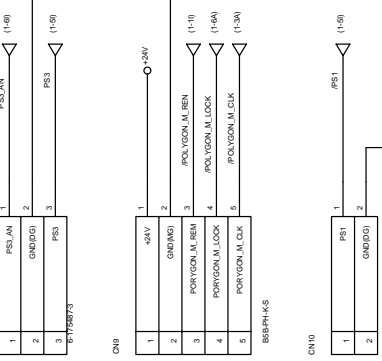 (1-6I)
PS3_AN
1
PS3_AN
1
2
GND(DG)
2
(1-5I)
PS3
3
PS3
3
6-175487-3
CN9
+24V
1
+24V
1
2
GND(MG)
2
(1-1I)
/POLYGON_M_REN
3
PORYGON_M_REM
3
(1-6A)
/POLYGON_M_LOCK
4
PORYGON_M_LOCK
4
(1-3A)
/POLYGON_M_CLK
5
PORYGON_M_CLK
5
B5B-PH-K-S
CN10
(1-5I)
/PS1
1
PS1
1
2
GND(DG)
2